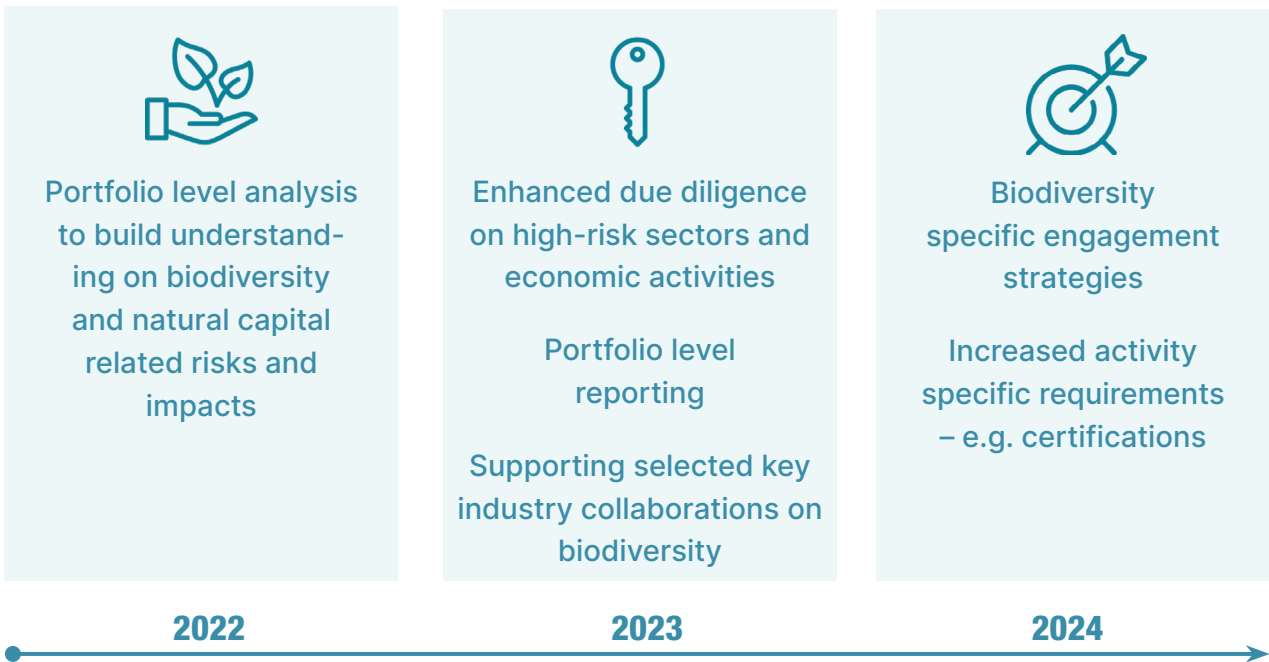 Portfolio level analysis
to build understand-
ing on biodiversity
and natural capital
related risks and
impacts
Enhanced due diligence
on high-risk sectors and
economic activities
Portfolio level
reporting
Supporting selected key
industry collaborations on
biodiversity
Biodiversity
specific engagement
strategies
Increased activity
specific requirements
– e.g. certifications
2022
2023
2024